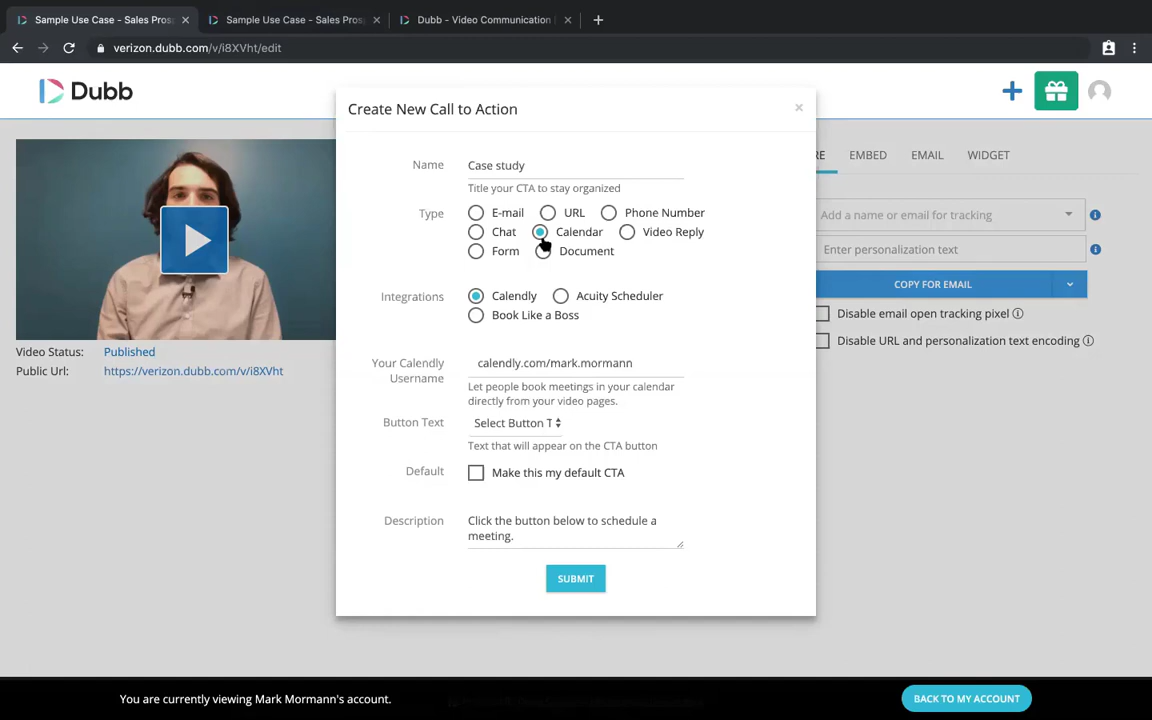 Sample Use Case - Sales Pros
Sample Use Case - Sales Pros
Dubb - Video Communication
verizon.dubb.com/v/i8XVht/edit
Dubb
Create New Call to Action
RE
EMBED
EMAIL
WIDGET
Name
Case study
Title your CTA to stay organized
Type
E-mail
URL
Phone Number
Chat
Calendar
Video Reply
Form
Document
Add a name or email for tracking
Enter personalization text
COPY FOR EMAIL
Disable email open tracking pixel
Disable URL and personalization text encoding
Integrations
Calendly
Acuity Scheduler
Book Like a Boss
Video Status: Published
Public Url: https://verizon.dubb.com/v/i8XVht
Your Calendly
Username
calendly.com/mark.mormann
Let people book meetings in your calendar
directly from your video pages.
Button Text
Select Button T
Text that will appear on the CTA button
Default
Make this my default CTA
Description
Click the button below to schedule a
meeting.
SUBMIT
You are currently viewing Mark Mormann's account.
BACK TO MY ACCOUNT